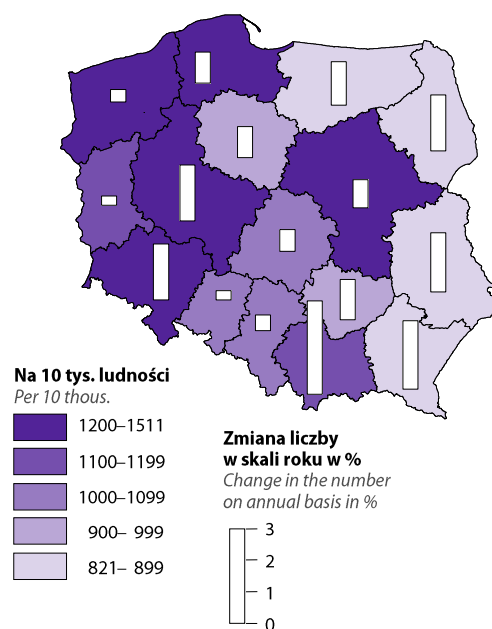 Na 10 tys. ludności
Per 10 thous.
1200–1511
1100–1199
1000–1099
900– 999
821– 899
Zmiana liczby
w skali roku w %
Change in the number
on annual basis in %
3
2
1
0